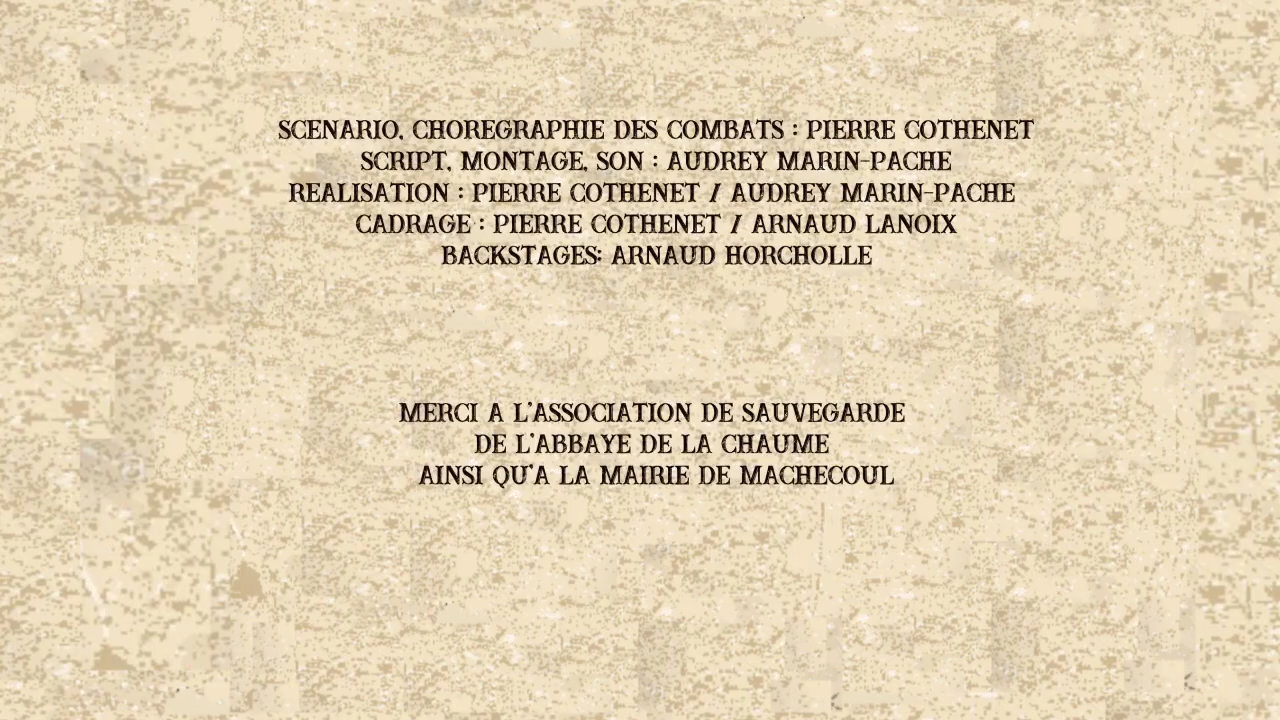 SCENARIO, CHOREGRAPHIE DES COMBATS : PIERRE COTHENET
SCRIPT, MONTAGE, SON : AUDREY MARIN-PACHE
REALISATION : PIERRE COTHENET / AUDREY MARIN-PACHE
CADRAGE : PIERRE COTHENET / ARNAUD LANOIX
BACKSTAGES: ARNAUD HORCHOLLE
MERCI A L'ASSOCIATION DE SAUVEGARDE
DE L'ABBAYE DE LA CHAUME
AINSI QU'A LA MAIRIE DE MACHECOUL